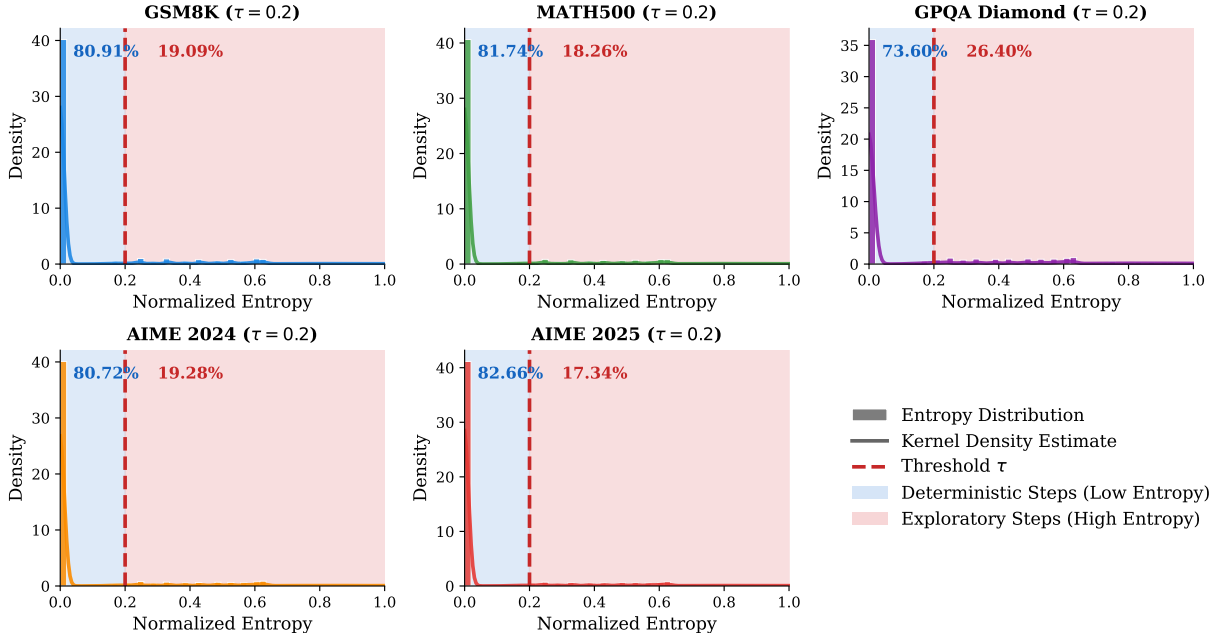 GSM8K (τ = 0.2)
80.91% 19.09%
Density
40
30
20
10
0
0.0 0.2 0.4 0.6 0.8 1.0
Normalized Entropy
MATH500 (τ = 0.2)
81.74% 18.26%
Density
40
30
20
10
0
0.0 0.2 0.4 0.6 0.8 1.0
Normalized Entropy
GPQA Diamond (τ = 0.2)
73.60% 26.40%
Density
35
30
25
20
15
10
5
0
0.0 0.2 0.4 0.6 0.8 1.0
Normalized Entropy
AIME 2024 (τ = 0.2)
80.72% 19.28%
Density
40
30
20
10
0
0.0 0.2 0.4 0.6 0.8 1.0
Normalized Entropy
AIME 2025 (τ = 0.2)
82.66% 17.34%
Density
40
30
20
10
0
0.0 0.2 0.4 0.6 0.8 1.0
Normalized Entropy
Entropy Distribution
Kernel Density Estimate
Threshold τ
Deterministic Steps (Low Entropy)
Exploratory Steps (High Entropy)